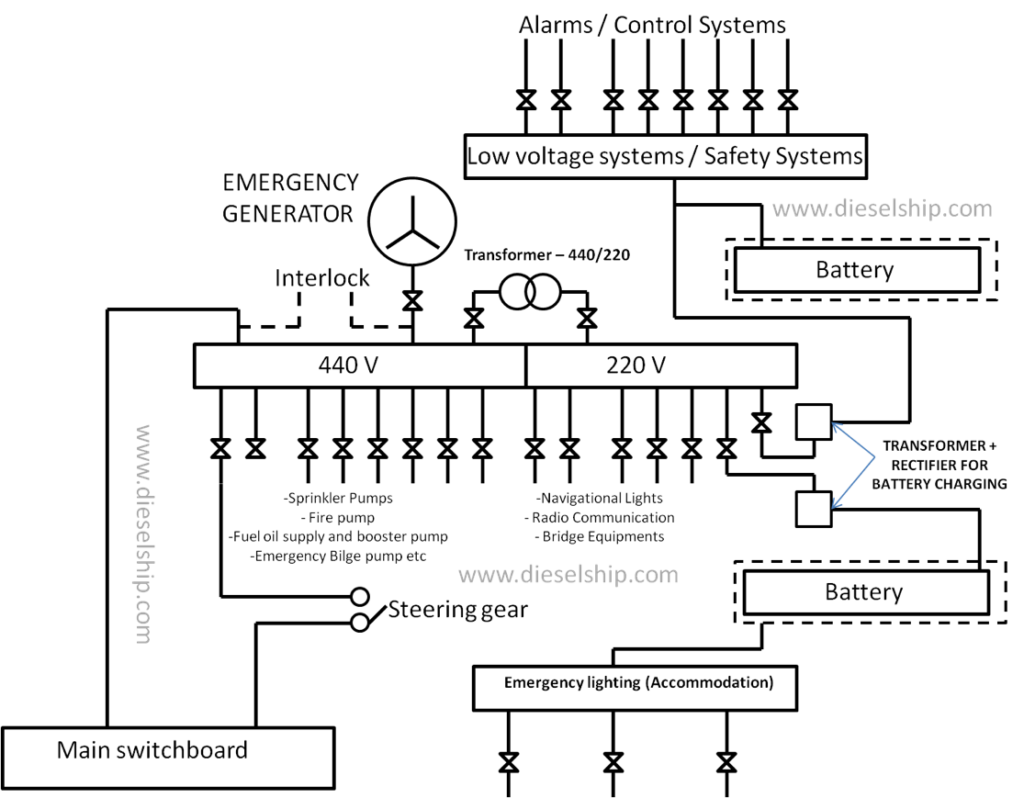 Alarms / Control Systems
Low voltage systems / Safety Systems
EMERGENCY
GENERATOR
www.dieselship.com
Transformer – 440/220
Battery
Interlock
440 V
220 V
www.dieselship.com
TRANSFORMER +
RECTIFIER FOR
BATTERY CHARGING
-Sprinkler Pumps
- Fire pump
-Fuel oil supply and booster pump
-Emergency Bilge pump etc
-Navigational Lights
- Radio Communication
- Bridge Equipments
www.dieselship.com
Battery
Steering gear
Emergency lighting (Accommodation)
Main switchboard